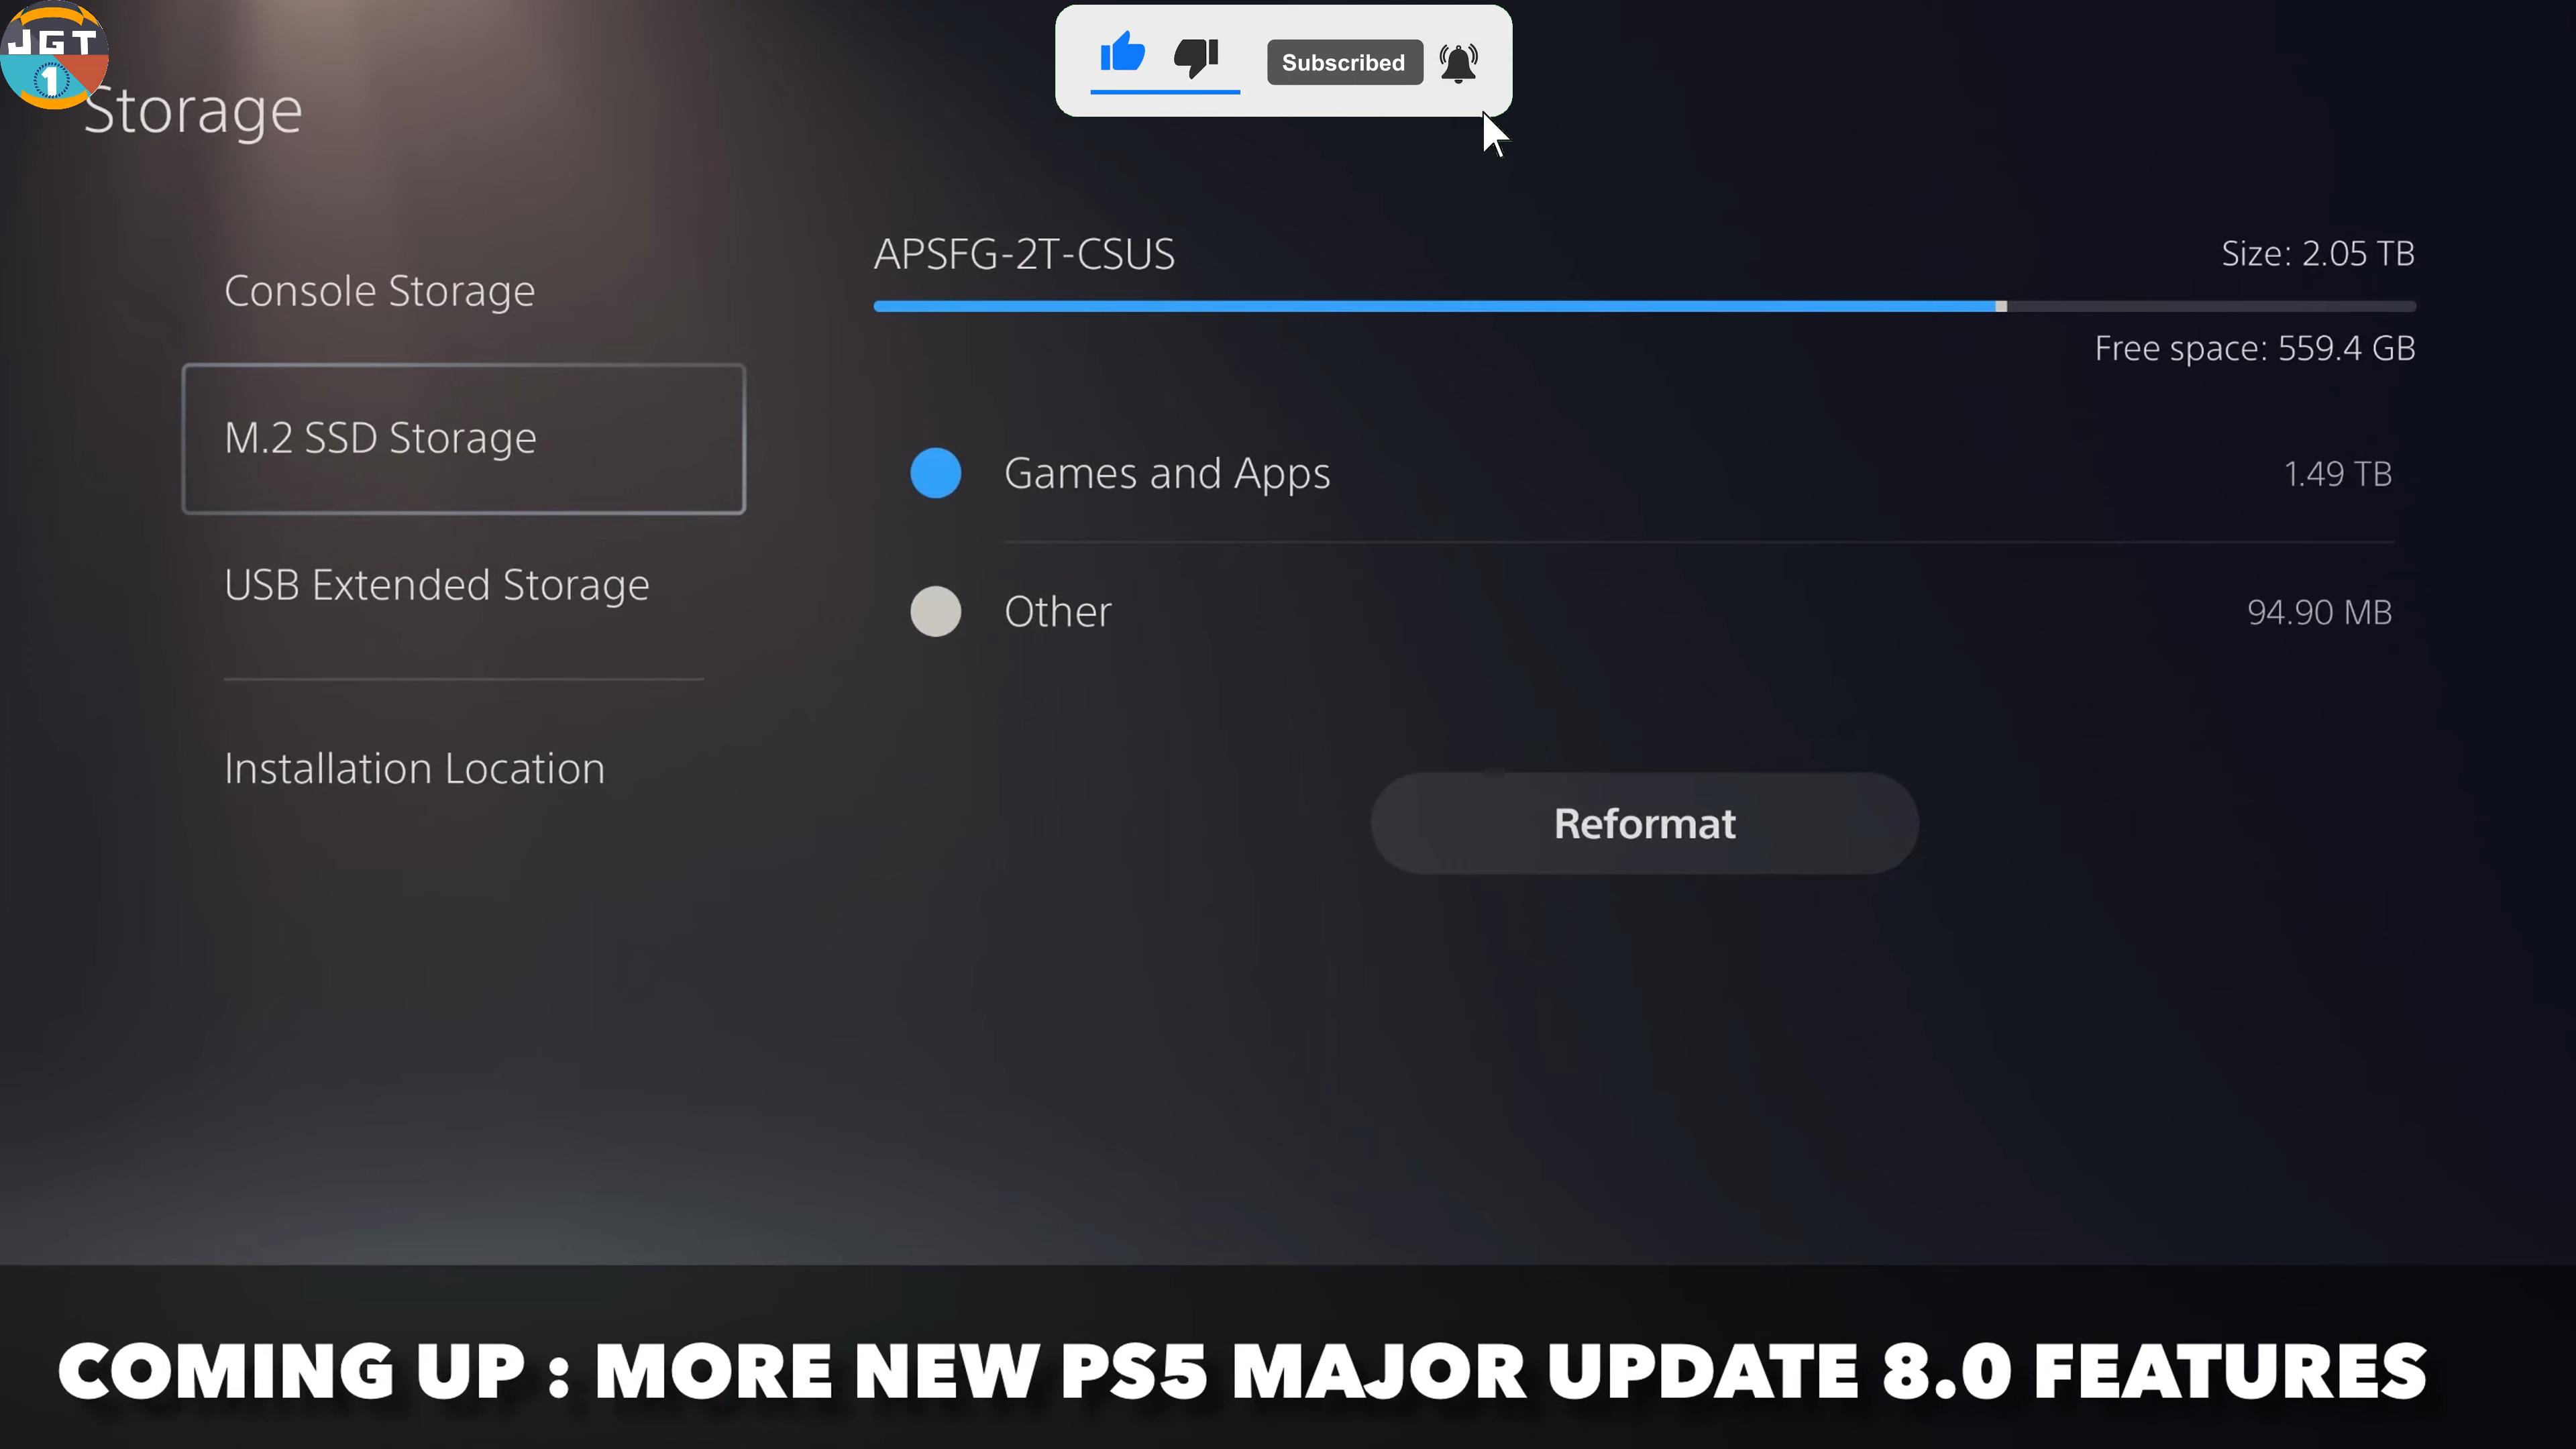 JGT
1
Subscribed
Storage
APSFG-2T-CSUS
Size: 2.05 TB
Free space: 559.4 GB
Console Storage
M.2 SSD Storage
USB Extended Storage
Installation Location
Games and Apps
1.49 TB
Other
94.90 MB
Reformat
COMING UP : MORE NEW PS5 MAJOR UPDATE 8.0 FEATURES